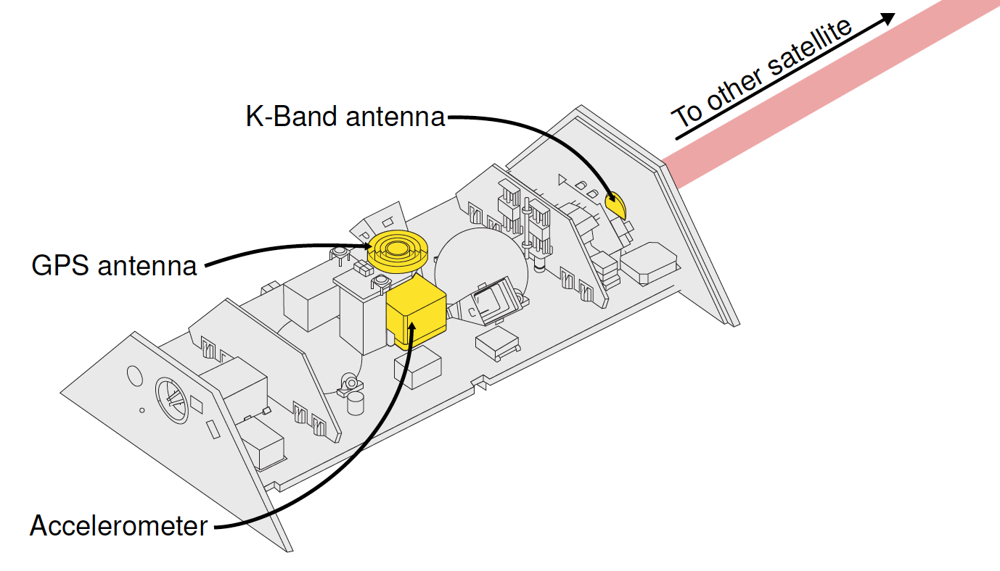 To other satellite
K-Band antenna
GPS antenna
Accelerometer